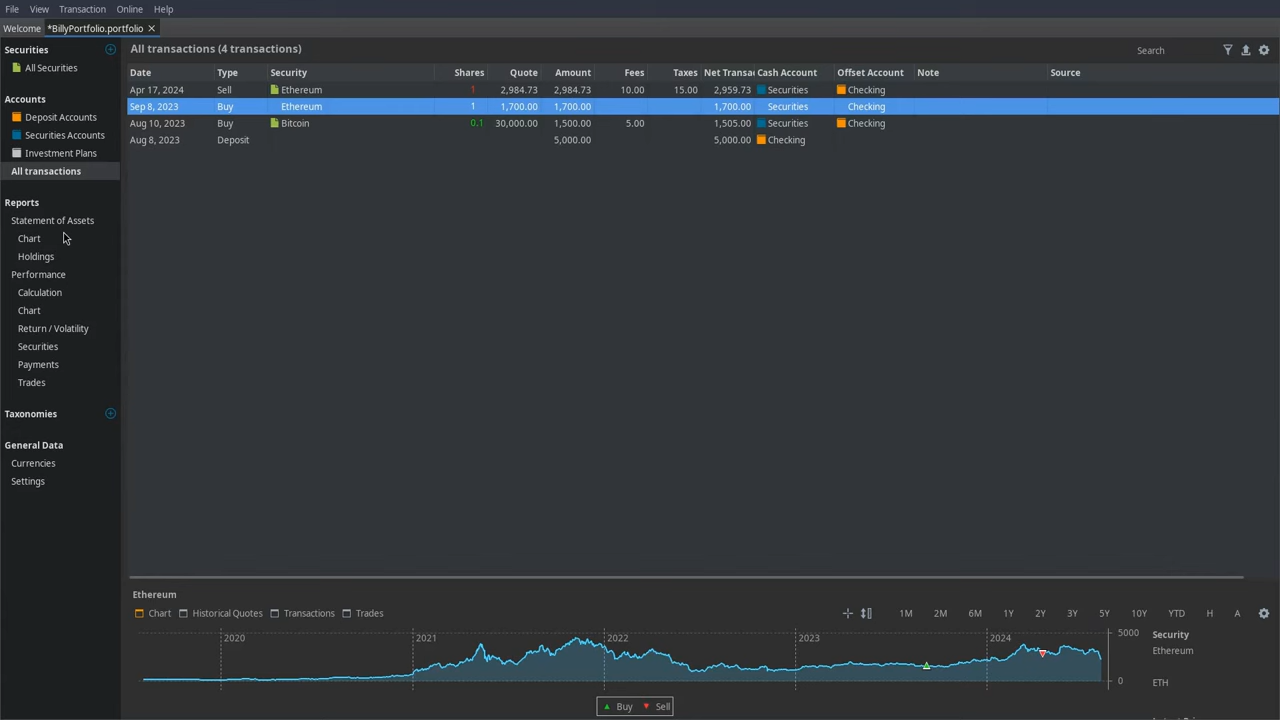 File View Transaction Online Help
Welcome *BillyPortfolio.portfolio
Securities
All Securities
Accounts
Deposit Accounts
Securities Accounts
Investment Plans
All transactions
Reports
Statement of Assets
Chart
Holdings
Performance
Calculation
Chart
Return / Volatility
Securities
Payments
Trades
Taxonomies
General Data
Currencies
Settings
All transactions (4 transactions) Search
Date Type Security Shares Quote Amount Fees Taxes Net Transa Cash Account Offset Account Note Source
Apr 17, 2024 Sell Ethereum 1 2,984.73 2,984.73 10.00 15.00 2,959.73 Securities Checking
Sep 8, 2023 Buy Ethereum 1 1,700.00 1,700.00 1,700.00 Securities Checking
Aug 10, 2023 Buy Bitcoin 0.1 30,000.00 1,500.00 5.00 1,505.00 Securities Checking
Aug 8, 2023 Deposit 5,000.00 5,000.00 Checking
Ethereum
Chart Historical Quotes Transactions Trades 1M 2M 6M 1Y 2Y 3Y 5Y 10Y YTD H A
2020 2021 2022 2023 2024 5000
0
Buy Sell
Security
Ethereum
ETH